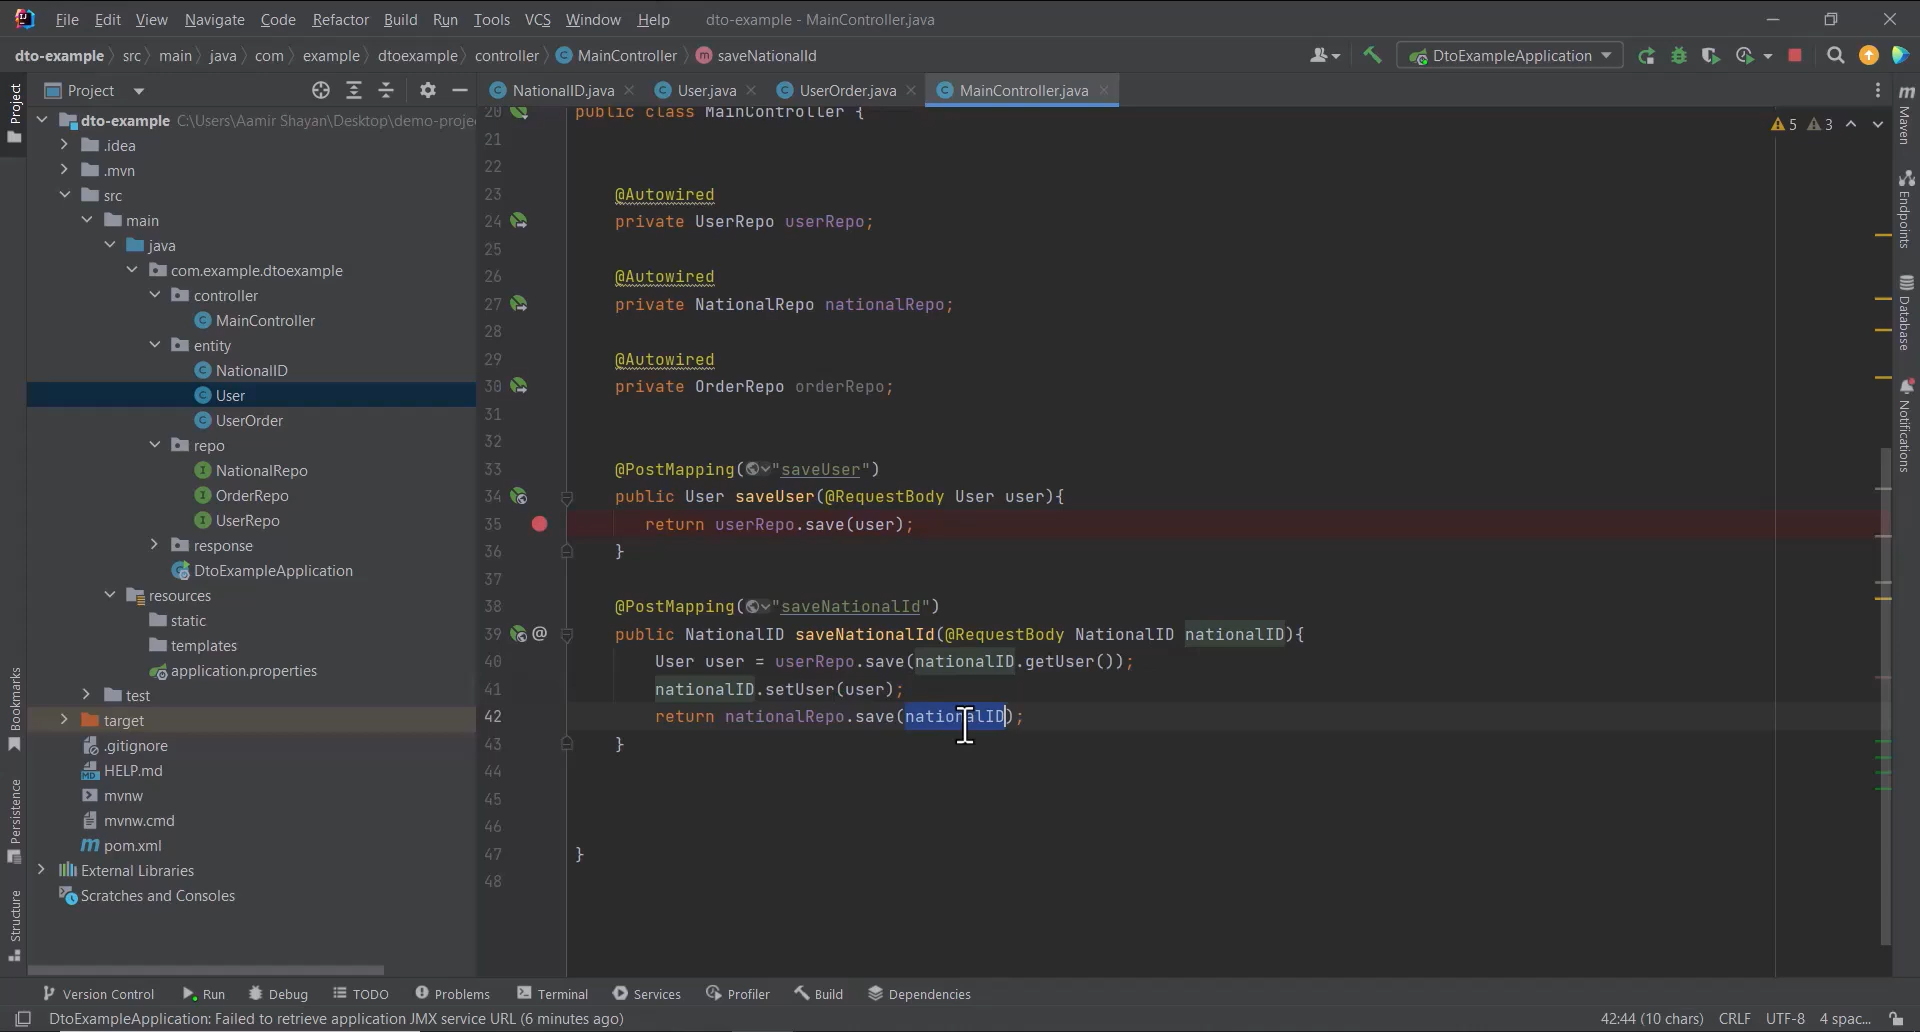 File Edit View Navigate Code Refactor Build Run Tools VCS Window Help dto-example - MainController.java
dto-example src main java com example dtoexample controller MainController saveNationalId
DtoExampleApplication
Project
NationalID.java User.java UserOrder.java MainController.java
dto-example C:\Users\Aamir Shayan\Desktop\demo-proje
.idea
.mvn
src
main
java
com.example.dtoexample
controller
MainController
entity
NationalID
User
UserOrder
repo
NationalRepo
OrderRepo
UserRepo
response
DtoExampleApplication
resources
static
templates
application.properties
test
target
.gitignore
HELP.md
mvnw
mvnw.cmd
pom.xml
External Libraries
Scratches and Consoles
Project
Bookmarks
Persistence
Structure
5 3
20 public class MainController {
21
22
23 @Autowired
24 private UserRepo userRepo;
25
26 @Autowired
27 private NationalRepo nationalRepo;
28
29 @Autowired
30 private OrderRepo orderRepo;
31
32
33 @PostMapping("saveUser")
34 public User saveUser(@RequestBody User user){
35 return userRepo.save(user);
36 }
37
38 @PostMapping("saveNationalId")
39 @ public NationalID saveNationalId(@RequestBody NationalID nationalID){
40 User user = userRepo.save(nationalID.getUser());
41 nationalID.setUser(user);
42 return nationalRepo.save(nationalID);
43 }
44
45
46
47 }
48
Maven
Endpoints
Database
Notifications
Version Control Run Debug TODO Problems Terminal Services Profiler Build Dependencies
DtoExampleApplication: Failed to retrieve application JMX service URL (6 minutes ago) 42:44 (10 chars) CRLF UTF-8 4 spac...